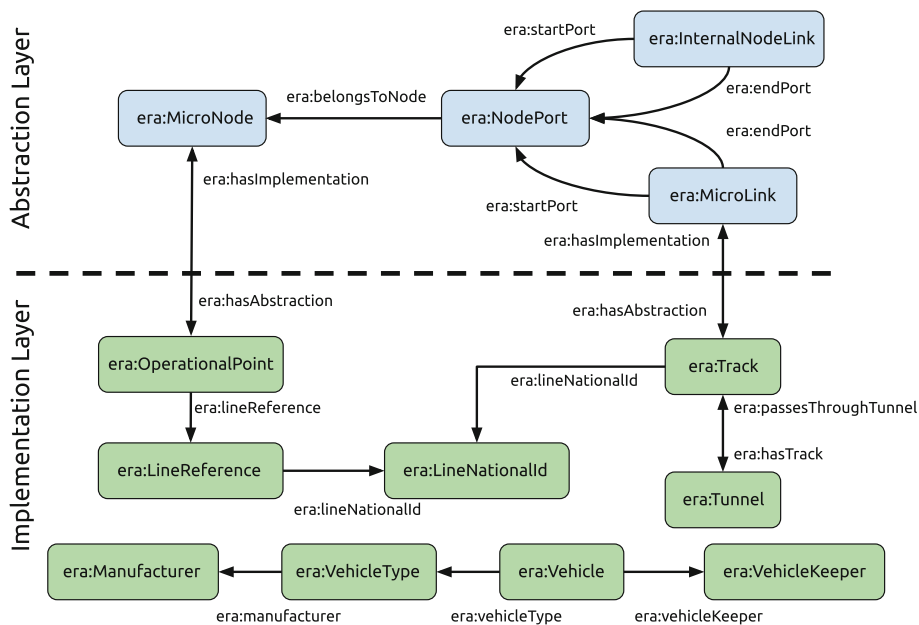 Abstraction Layer
era:InternalNodeLink
era:startPort
era:endPort
era:belongsToNode
era:MicroNode
era:NodePort
era:endPort
era:hasImplementation
era:MicroLink
era:startPort
era:hasImplementation
Implementation Layer
era:hasAbstraction
era:hasAbstraction
era:OperationalPoint
era:Track
era:lineNationalId
era:lineReference
era:passesThroughTunnel
era:LineReference
era:LineNationalId
era:hasTrack
era:lineNationalId
era:Tunnel
era:Manufacturer
era:VehicleType
era:Vehicle
era:VehicleKeeper
era:manufacturer
era:vehicleType
era:vehicleKeeper